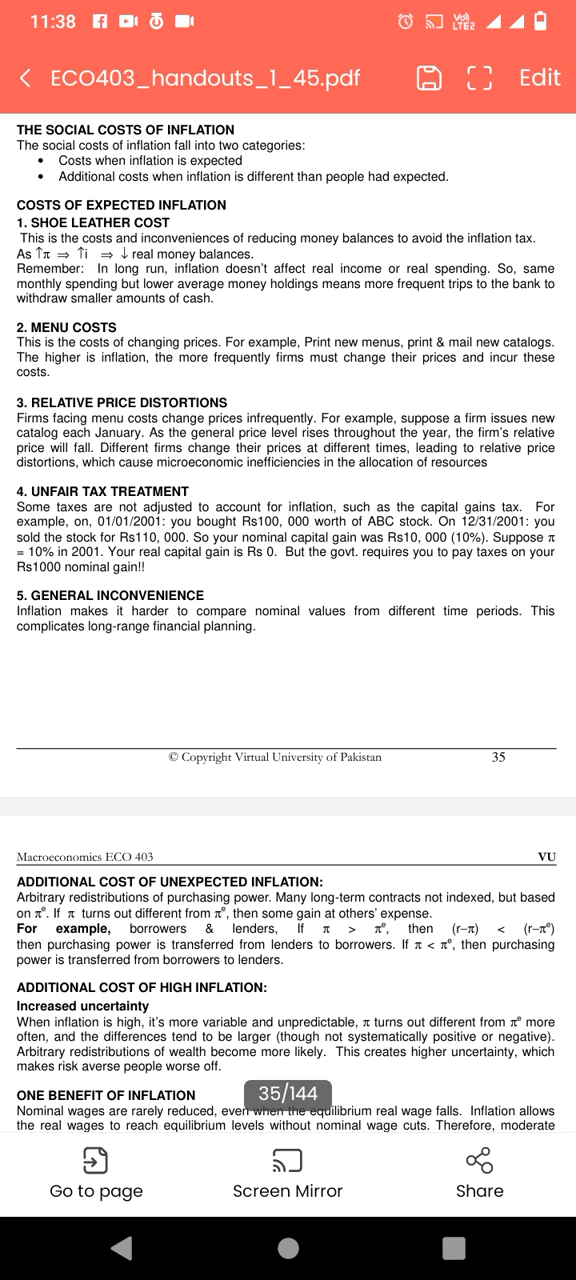 11:38
Vo))
LTE2
ECO403_handouts_1_45.pdf
Edit
THE SOCIAL COSTS OF INFLATION
The social costs of inflation fall into two categories:
• Costs when inflation is expected
• Additional costs when inflation is different than people had expected.
COSTS OF EXPECTED INFLATION
1. SHOE LEATHER COST
This is the costs and inconveniences of reducing money balances to avoid the inflation tax.
As ↑π ⇒ ↑i ⇒ ↓ real money balances.
Remember: In long run, inflation doesn't affect real income or real spending. So, same
monthly spending but lower average money holdings means more frequent trips to the bank to
withdraw smaller amounts of cash.
2. MENU COSTS
This is the costs of changing prices. For example, Print new menus, print & mail new catalogs.
The higher is inflation, the more frequently firms must change their prices and incur these
costs.
3. RELATIVE PRICE DISTORTIONS
Firms facing menu costs change prices infrequently. For example, suppose a firm issues new
catalog each January. As the general price level rises throughout the year, the firm's relative
price will fall. Different firms change their prices at different times, leading to relative price
distortions, which cause microeconomic inefficiencies in the allocation of resources
4. UNFAIR TAX TREATMENT
Some taxes are not adjusted to account for inflation, such as the capital gains tax. For
example, on, 01/01/2001: you bought Rs100, 000 worth of ABC stock. On 12/31/2001: you
sold the stock for Rs110, 000. So your nominal capital gain was Rs10, 000 (10%). Suppose π
= 10% in 2001. Your real capital gain is Rs 0. But the govt. requires you to pay taxes on your
Rs1000 nominal gain!!
5. GENERAL INCONVENIENCE
Inflation makes it harder to compare nominal values from different time periods. This
complicates long-range financial planning.
© Copyright Virtual University of Pakistan 35
Macroeconomics ECO 403 VU
ADDITIONAL COST OF UNEXPECTED INFLATION:
Arbitrary redistributions of purchasing power. Many long-term contracts not indexed, but based
on πᵉ. If π turns out different from πᵉ, then some gain at others' expense.
For example, borrowers & lenders, If π > πᵉ, then (r−π) < (r−πᵉ)
then purchasing power is transferred from lenders to borrowers. If π < πᵉ, then purchasing
power is transferred from borrowers to lenders.
ADDITIONAL COST OF HIGH INFLATION:
Increased uncertainty
When inflation is high, it's more variable and unpredictable, π turns out different from πᵉ more
often, and the differences tend to be larger (though not systematically positive or negative).
Arbitrary redistributions of wealth become more likely. This creates higher uncertainty, which
makes risk averse people worse off.
ONE BENEFIT OF INFLATION
35/144
Nominal wages are rarely reduced, even when the equilibrium real wage falls. Inflation allows
the real wages to reach equilibrium levels without nominal wage cuts. Therefore, moderate
Go to page
Screen Mirror
Share